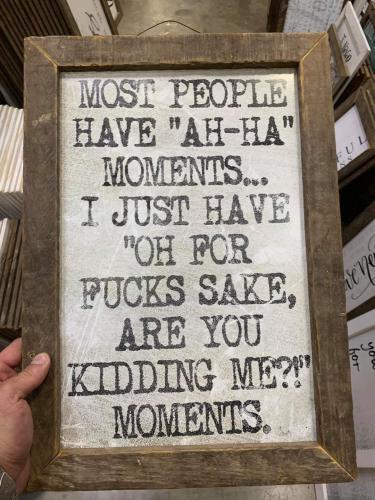 MOST PEOPLE
HAVE "AH-HA"
MOMENTS...
I JUST HAVE
"OH FOR
FUCKS SAKE,
ARE YOU
KIDDING ME?!"
MOMENTS.